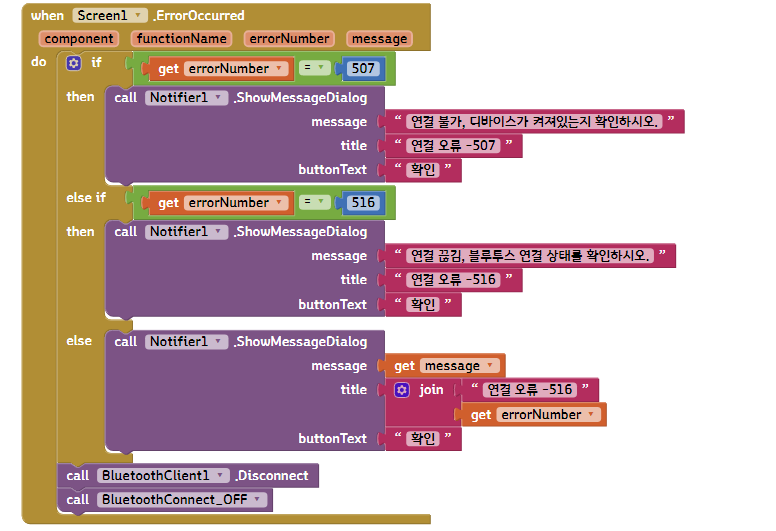 when Screen1 .ErrorOccurred
component functionName errorNumber message
do if get errorNumber = 507
then call Notifier1 .ShowMessageDialog
message “ 연결 불가, 디바이스가 켜져있는지 확인하시오. ”
title “ 연결 오류 -507 ”
buttonText “ 확인 ”
else if get errorNumber = 516
then call Notifier1 .ShowMessageDialog
message “ 연결 끊김, 블루투스 연결 상태를 확인하시오. ”
title “ 연결 오류 -516 ”
buttonText “ 확인 ”
else call Notifier1 .ShowMessageDialog
message get message
title join “ 연결 오류 -516 ”
get errorNumber
buttonText “ 확인 ”
call BluetoothClient1 .Disconnect
call BluetoothConnect_OFF